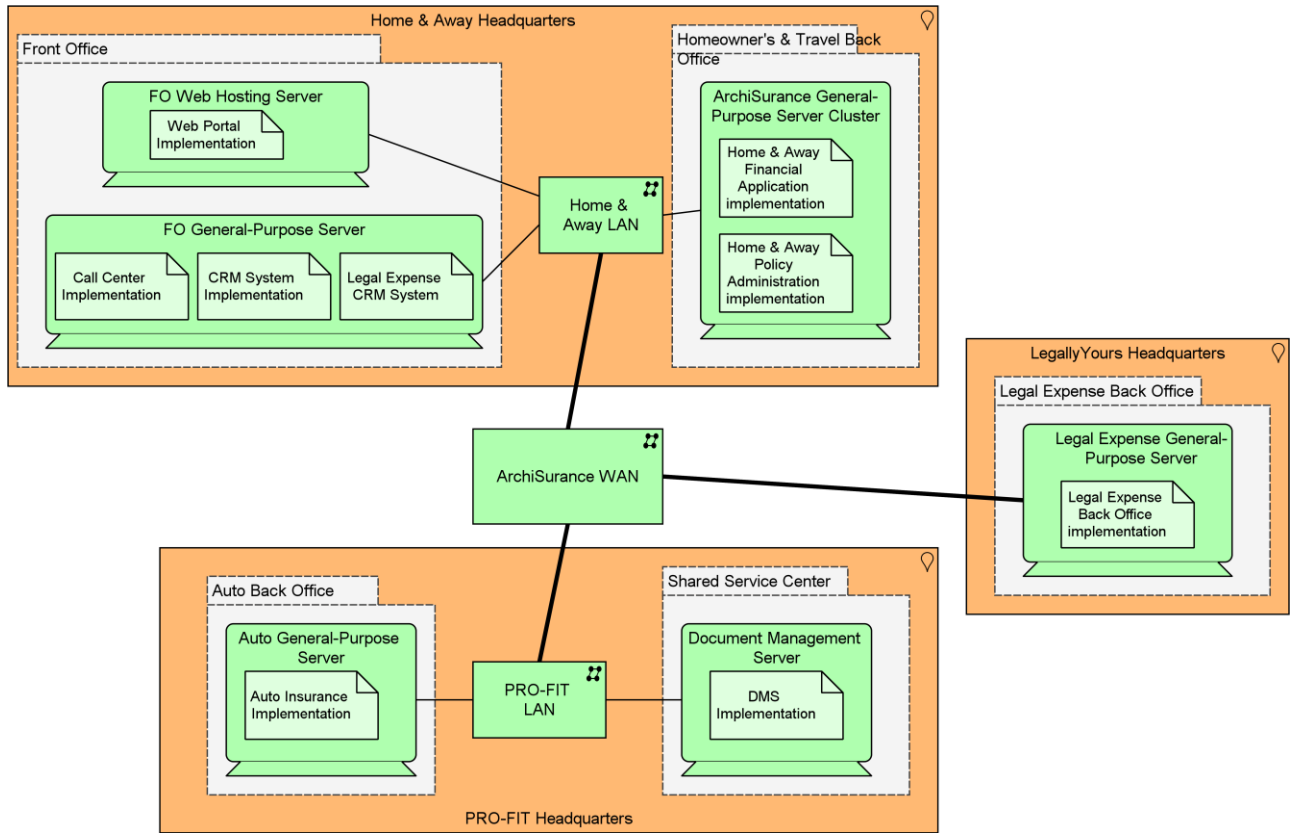 Home & Away Headquarters
Front Office
FO Web Hosting Server
Web Portal
Implementation
FO General-Purpose Server
Call Center
Implementation
CRM System
Implementation
Legal Expense
CRM System
Home &
Away LAN
Homeowner's & Travel Back
Office
ArchiSurance General-
Purpose Server Cluster
Home & Away
Financial
Application
implementation
Home & Away
Policy
Administration
implementation
LegallyYours Headquarters
Legal Expense Back Office
Legal Expense General-
Purpose Server
Legal Expense
Back Office
implementation
ArchiSurance WAN
Auto Back Office
Auto General-Purpose
Server
Auto Insurance
Implementation
PRO-FIT
LAN
Shared Service Center
Document Management
Server
DMS
Implementation
PRO-FIT Headquarters